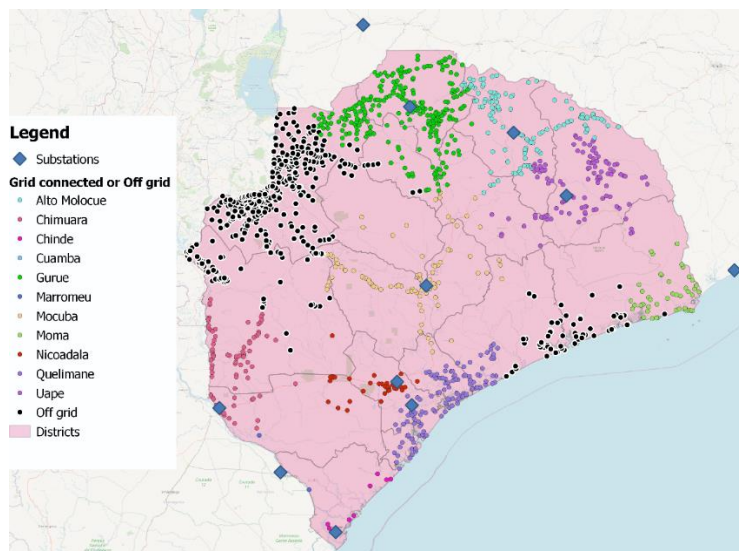 Legend
Substations
Grid connected or Off grid
Alto Molocue
Chimuara
Chinde
Cuamba
Gurue
Marromeu
Mocuba
Moma
Nicoadala
Quelimane
Uape
Off grid
Districts